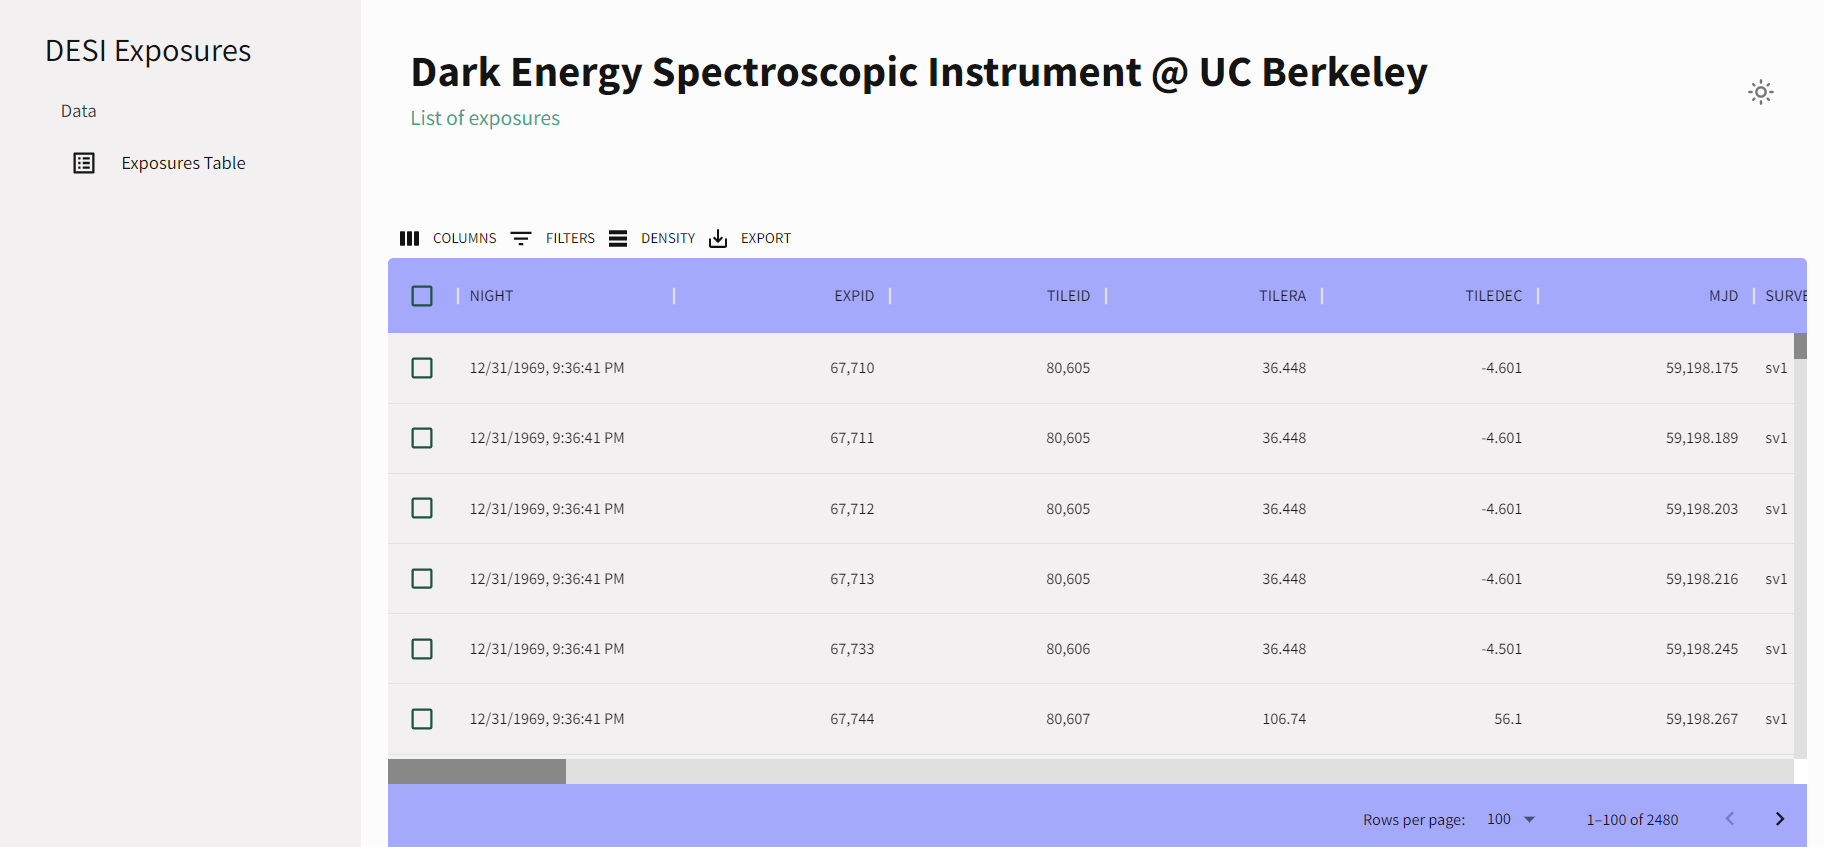 DESI Exposures
Data
Exposures Table
Dark Energy Spectroscopic Instrument @ UC Berkeley
List of exposures
COLUMNS FILTERS DENSITY EXPORT
NIGHT EXPID TILEID TILERA TILEDEC MJD SURVE
12/31/1969, 9:36:41 PM 67,710 80,605 36.448 -4.601 59,198.175 sv1
12/31/1969, 9:36:41 PM 67,711 80,605 36.448 -4.601 59,198.189 sv1
12/31/1969, 9:36:41 PM 67,712 80,605 36.448 -4.601 59,198.203 sv1
12/31/1969, 9:36:41 PM 67,713 80,605 36.448 -4.601 59,198.216 sv1
12/31/1969, 9:36:41 PM 67,733 80,606 36.448 -4.501 59,198.245 sv1
12/31/1969, 9:36:41 PM 67,744 80,607 106.74 56.1 59,198.267 sv1
Rows per page: 100 1–100 of 2480